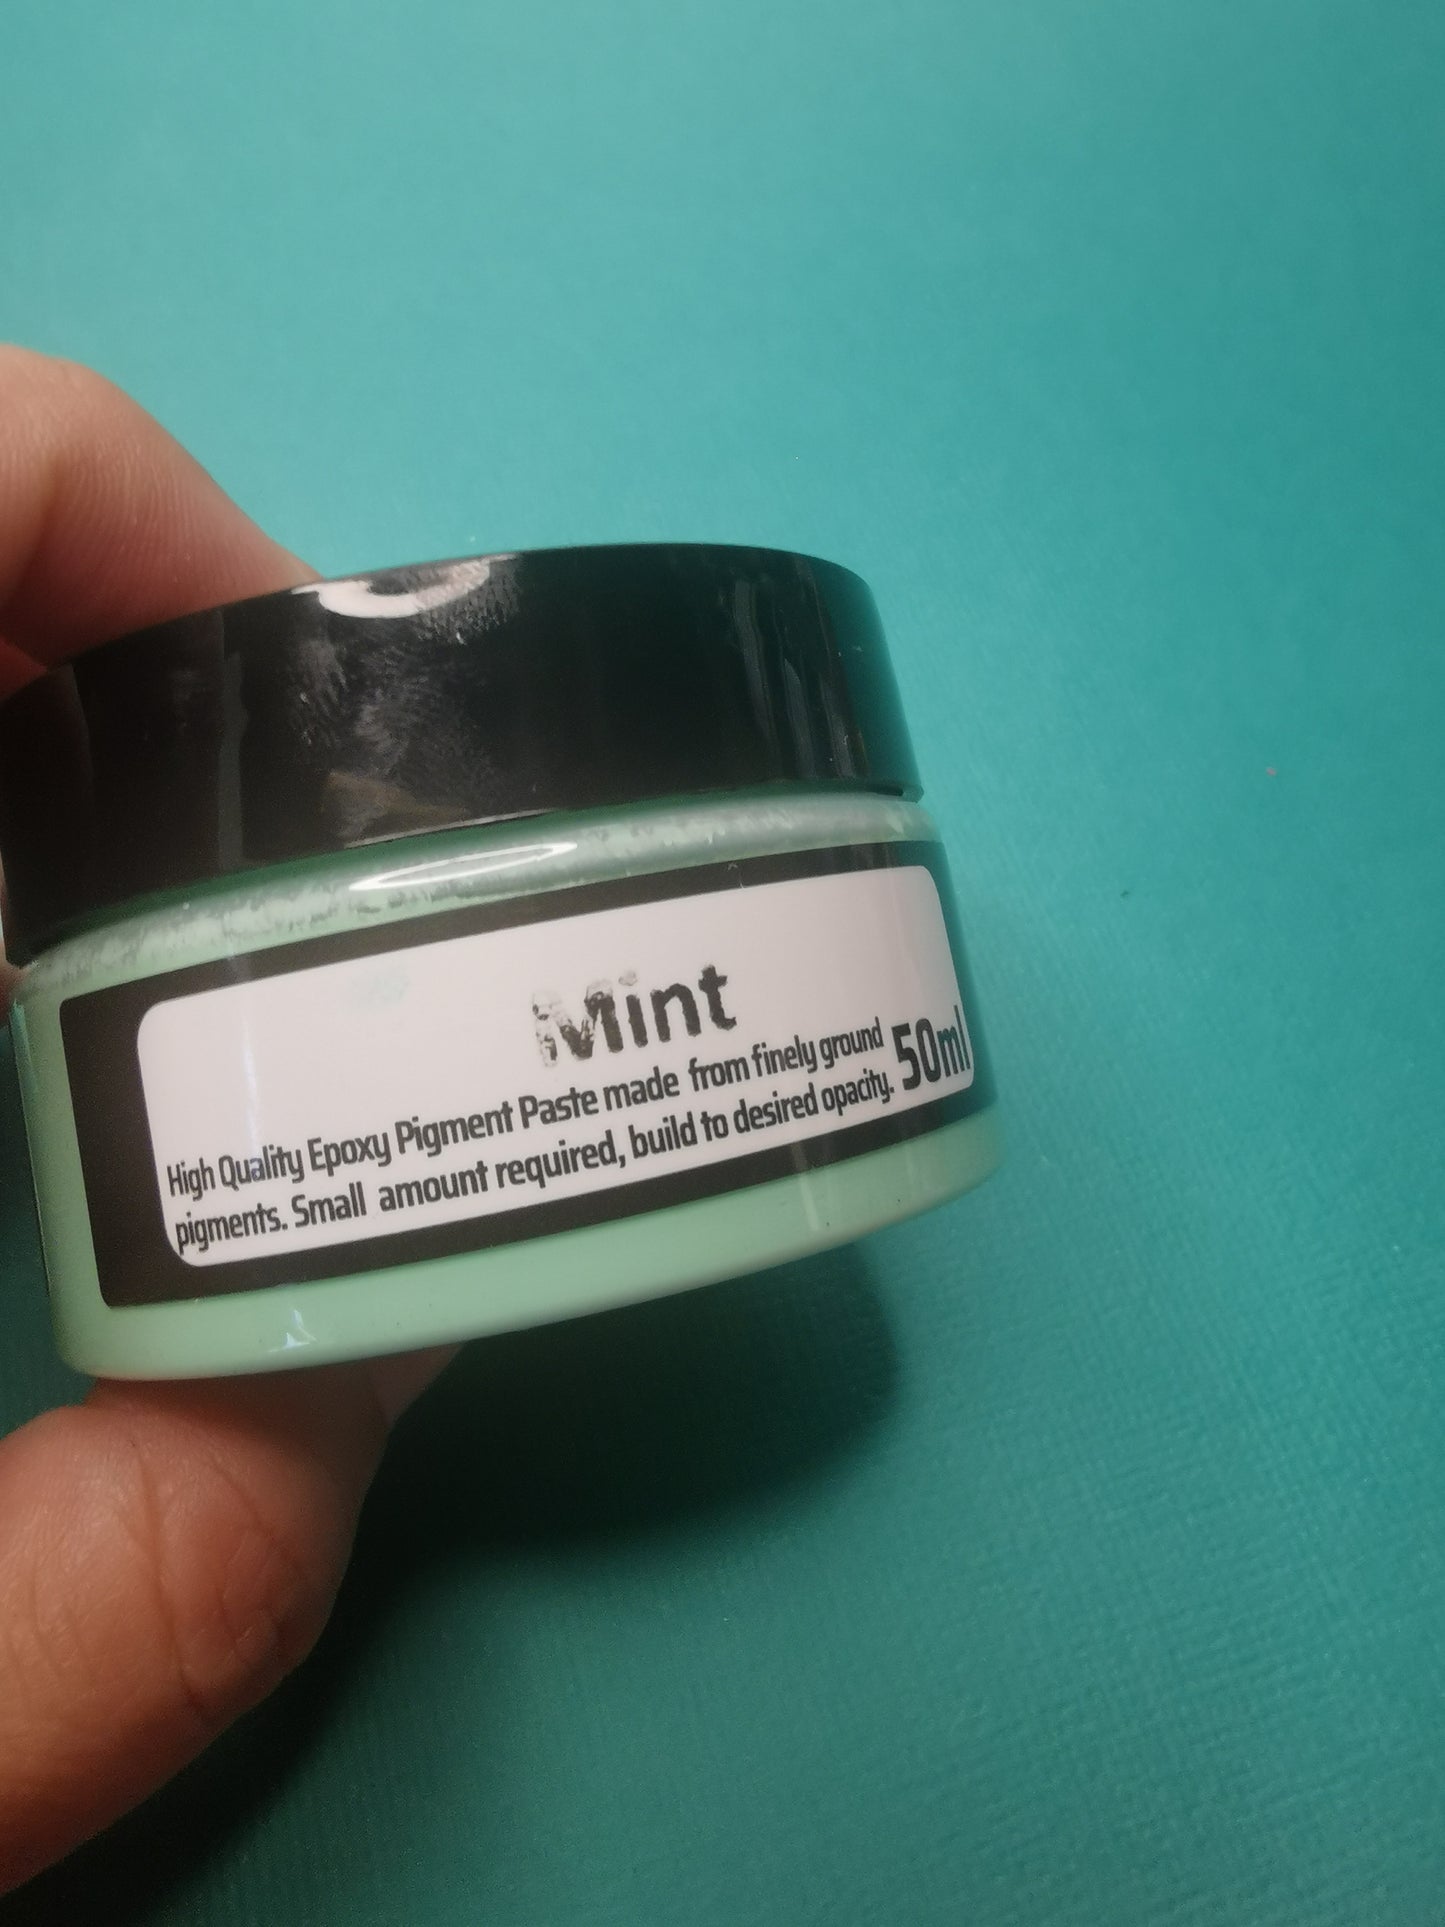 Mint
High Quality Epoxy Pigment Paste made from finely ground
pigments. Small amount required, build to desired opacity.
50ml